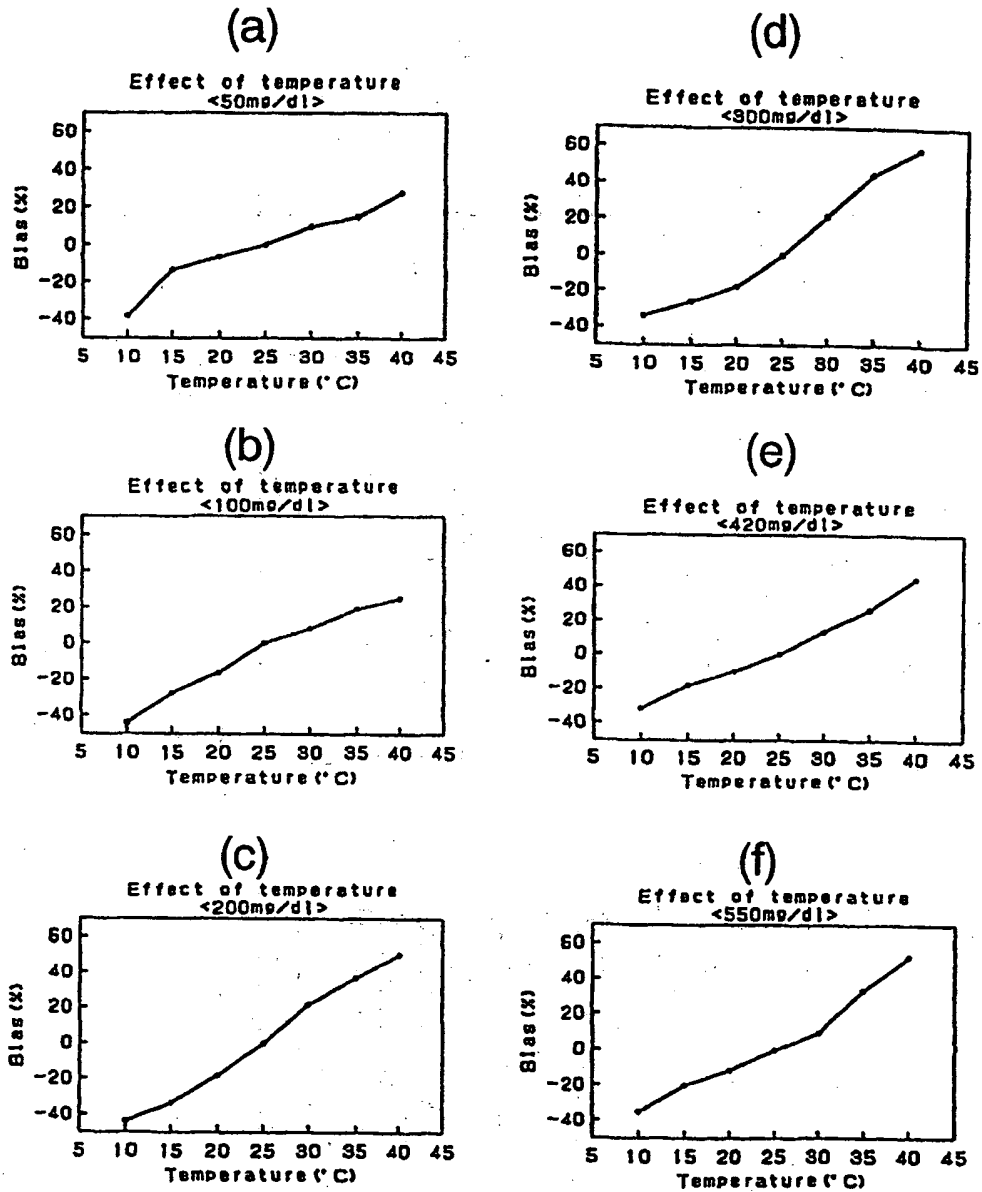 (a)
Effect of temperature
<50mg/dl>
60
40
20
0
-20
-40
Bias (%)
5 10 15 20 25 30 35 40 45
Temperature (°C)
(b)
Effect of temperature
<100mg/dl>
60
40
20
0
-20
-40
Bias (%)
5 10 15 20 25 30 35 40 45
Temperature (°C)
(c)
Effect of temperature
<200mg/dl>
60
40
20
0
-20
-40
Bias (%)
5 10 15 20 25 30 35 40 45
Temperature (°C)
(d)
Effect of temperature
<300mg/dl>
60
40
20
0
-20
-40
Bias (%)
5 10 15 20 25 30 35 40 45
Temperature (°C)
(e)
Effect of temperature
<420mg/dl>
60
40
20
0
-20
-40
Bias (%)
5 10 15 20 25 30 35 40 45
Temperature (°C)
(f)
Effect of temperature
<550mg/dl>
60
40
20
0
-20
-40
Bias (%)
5 10 15 20 25 30 35 40 45
Temperature (°C)